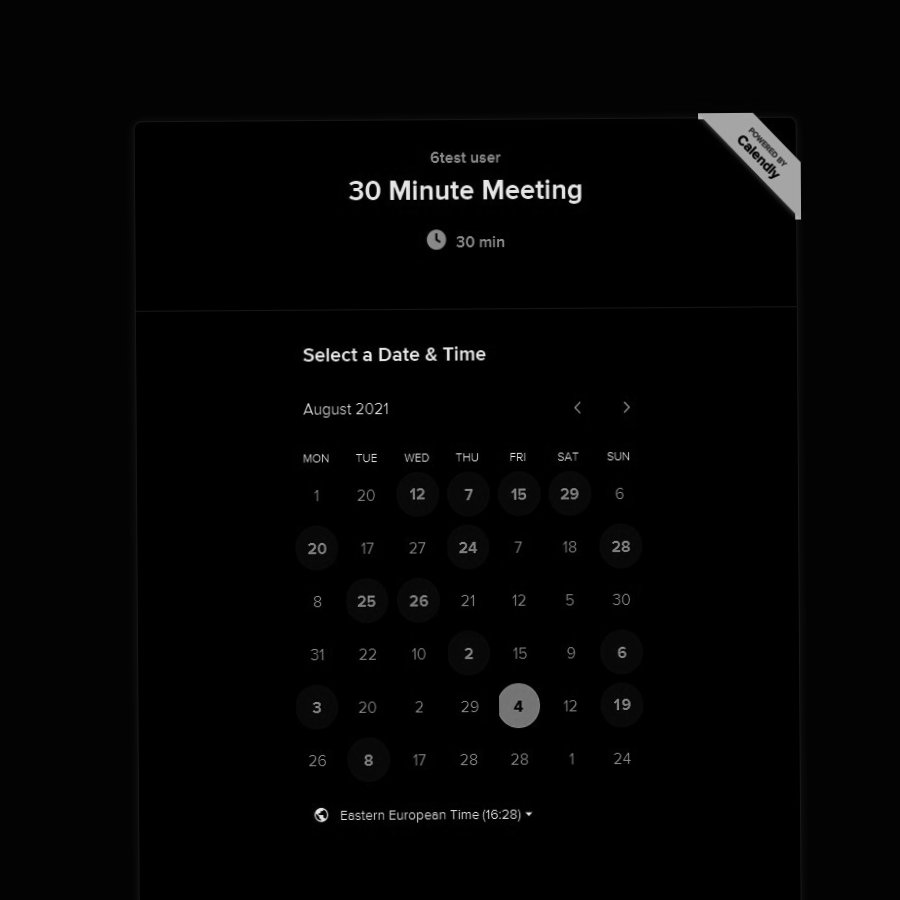 POWERED BY
Calendly
6test user
30 Minute Meeting
30 min
Select a Date & Time
August 2021
MON TUE WED THU FRI SAT SUN
1 20 12 7 15 29 6
20 17 27 24 7 18 28
8 25 26 21 12 5 30
31 22 10 2 15 9 6
3 20 2 29 4 12 19
26 8 17 28 28 1 24
Eastern European Time (16:28)